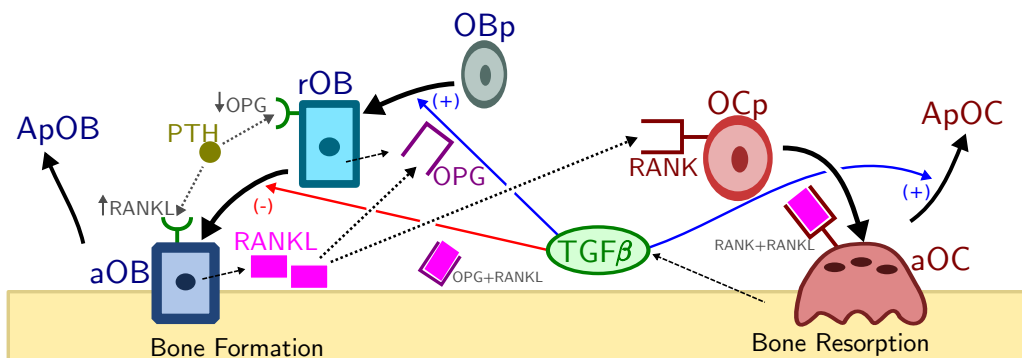 OBp
rOB
↓OPG
(+)
OCp
ApOB
PTH
ApOC
RANK
OPG
(+)
↑RANKL
(-)
RANKL
TGFβ
RANK+RANKL
aOB
OPG+RANKL
aOC
Bone Formation
Bone Resorption